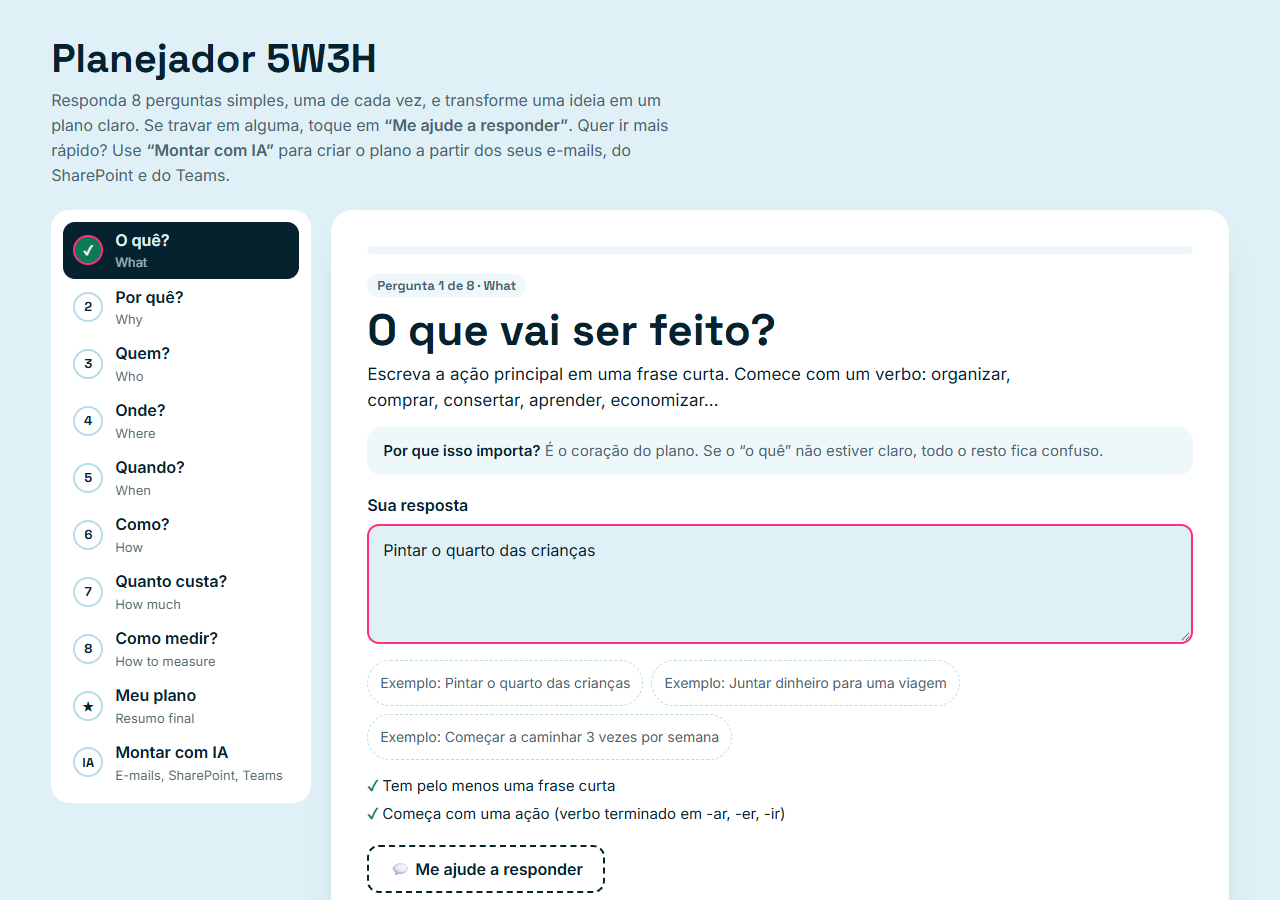 Planejador 5W3H
Responda 8 perguntas simples, uma de cada vez, e transforme uma ideia em um
plano claro. Se travar em alguma, toque em “Me ajude a responder”. Quer ir mais
rápido? Use “Montar com IA” para criar o plano a partir dos seus e-mails, do
SharePoint e do Teams.
✓
O quê?
What
2
Por quê?
Why
3
Quem?
Who
4
Onde?
Where
5
Quando?
When
6
Como?
How
7
Quanto custa?
How much
8
Como medir?
How to measure
★
Meu plano
Resumo final
IA
Montar com IA
E-mails, SharePoint, Teams
Pergunta 1 de 8 · What
O que vai ser feito?
Escreva a ação principal em uma frase curta. Comece com um verbo: organizar,
comprar, consertar, aprender, economizar...
Por que isso importa? É o coração do plano. Se o “o quê” não estiver claro, todo o resto fica confuso.
Sua resposta
Pintar o quarto das crianças
Exemplo: Pintar o quarto das crianças
Exemplo: Juntar dinheiro para uma viagem
Exemplo: Começar a caminhar 3 vezes por semana
✓ Tem pelo menos uma frase curta
✓ Começa com uma ação (verbo terminado em -ar, -er, -ir)
💬 Me ajude a responder